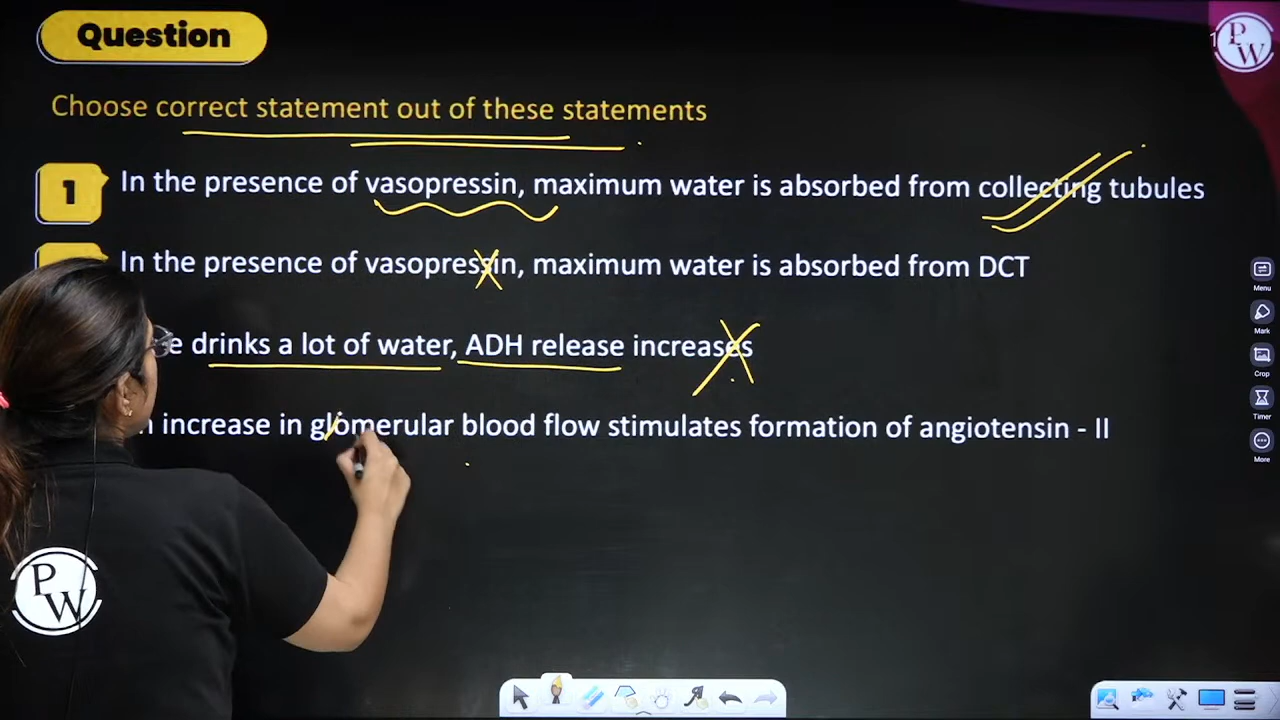 Question
PW
Choose correct statement out of these statements
1 In the presence of vasopressin, maximum water is absorbed from collecting tubules
In the presence of vasopressin, maximum water is absorbed from DCT
drinks a lot of water, ADH release increases
increase in glomerular blood flow stimulates formation of angiotensin - II
Menu
Mark
Crop
Timer
More
PW